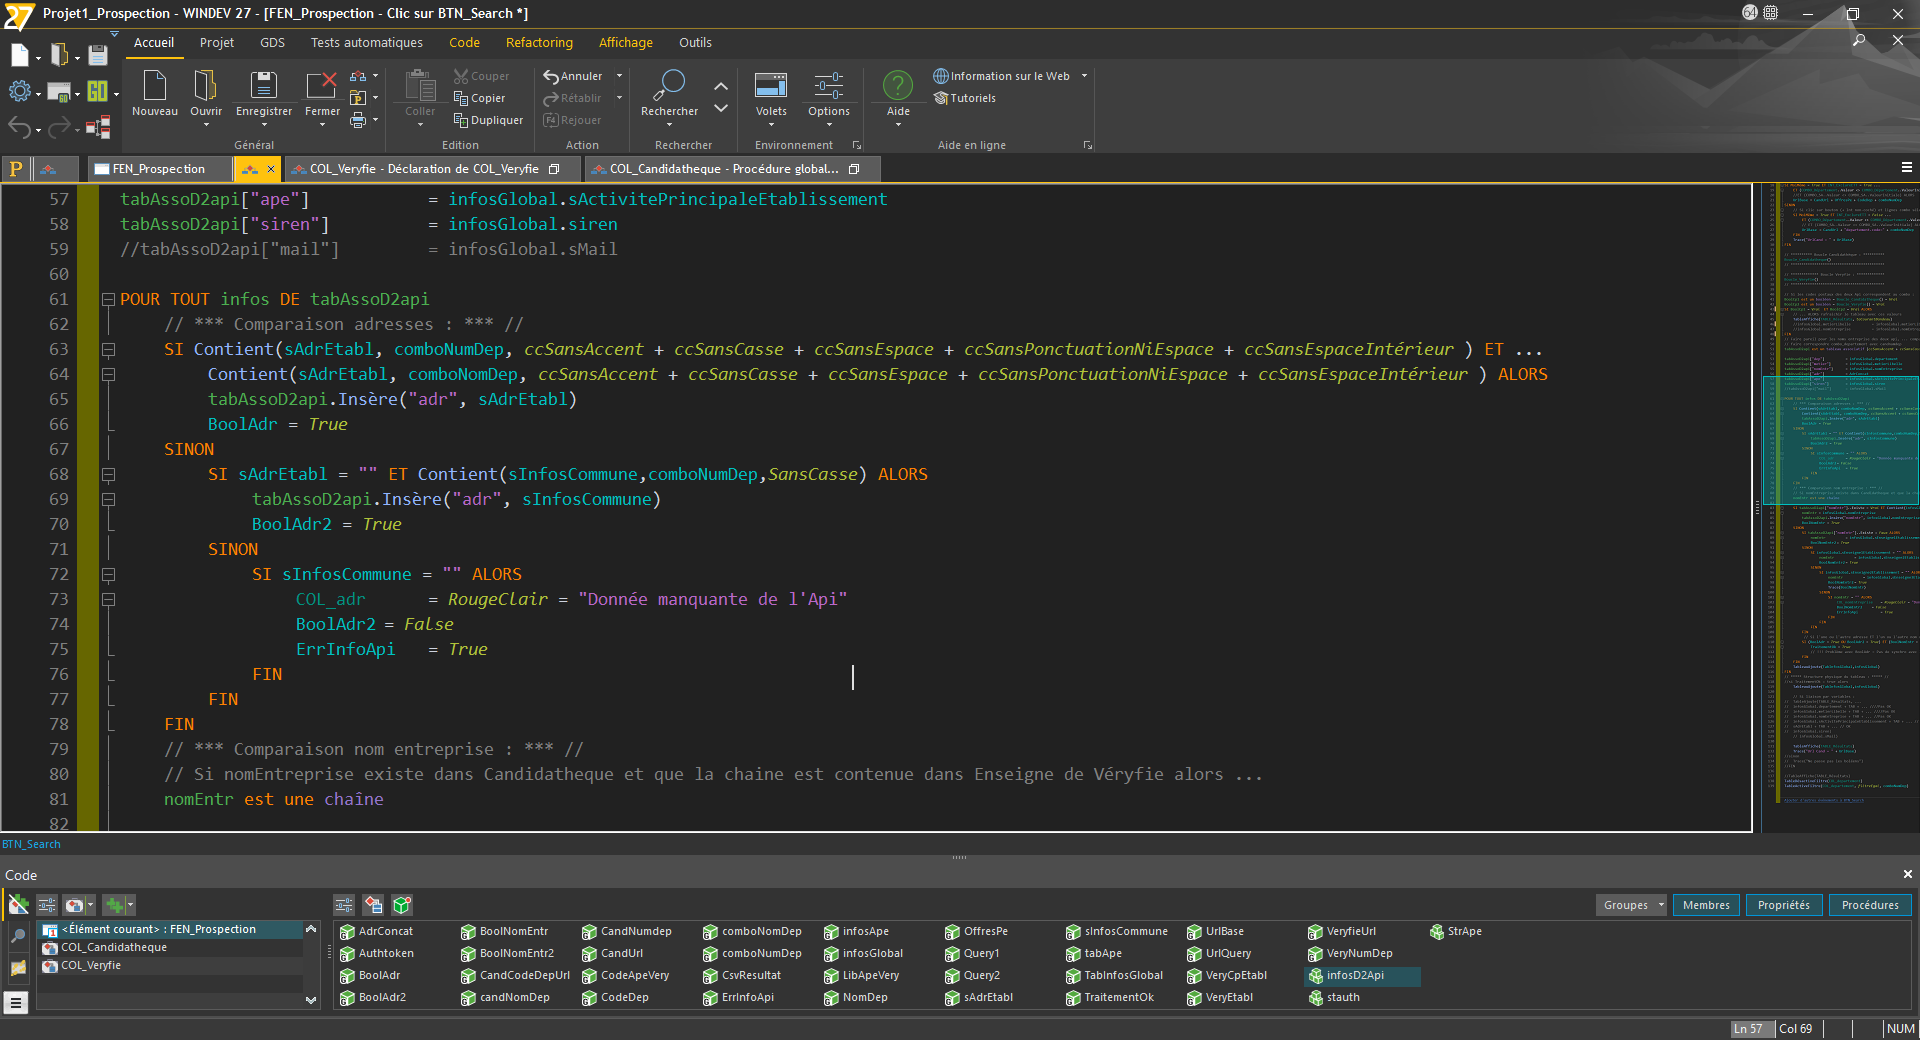 Projet1_Prospection - WINDEV 27 - [FEN_Prospection - Clic sur BTN_Search *]
27
64
Accueil Projet GDS Tests automatiques Code Refactoring Affichage Outils
GO
Nouveau Ouvrir Enregistrer Fermer
Général
Coller
Couper
Copier
Dupliquer
Edition
Annuler
Rétablir
F4 Rejouer
Action
Rechercher
Rechercher
Volets Options
Environnement
Aide
Information sur le Web
Tutoriels
Aide en ligne
P
FEN_Prospection
COL_Veryfie - Déclaration de COL_Veryfie
COL_Candidatheque - Procédure global...
57 tabAssoD2api["ape"] = infosGlobal.sActivitePrincipaleEtablissement
58 tabAssoD2api["siren"] = infosGlobal.siren
59 //tabAssoD2api["mail"] = infosGlobal.sMail
60
61 POUR TOUT infos DE tabAssoD2api
62 // *** Comparaison adresses : *** //
63 SI Contient(sAdrEtabl, comboNumDep, ccSansAccent + ccSansCasse + ccSansEspace + ccSansPonctuationNiEspace + ccSansEspaceIntérieur ) ET ...
64 Contient(sAdrEtabl, comboNomDep, ccSansAccent + ccSansCasse + ccSansEspace + ccSansPonctuationNiEspace + ccSansEspaceIntérieur ) ALORS
65 tabAssoD2api.Insère("adr", sAdrEtabl)
66 BoolAdr = True
67 SINON
68 SI sAdrEtabl = "" ET Contient(sInfosCommune,comboNumDep,SansCasse) ALORS
69 tabAssoD2api.Insère("adr", sInfosCommune)
70 BoolAdr2 = True
71 SINON
72 SI sInfosCommune = "" ALORS
73 COL_adr = RougeClair = "Donnée manquante de l'Api"
74 BoolAdr2 = False
75 ErrInfoApi = True
76 FIN
77 FIN
78 FIN
79 // *** Comparaison nom entreprise : *** //
80 // Si nomEntreprise existe dans Candidatheque et que la chaine est contenue dans Enseigne de Véryfie alors ...
81 nomEntr est une chaîne
82
BTN_Search
Code
Groupes Membres Propriétés Procédures
<Élément courant> : FEN_Prospection
COL_Candidatheque
COL_Veryfie
AdrConcat BoolNomEntr CandNumdep comboNomDep infosApe OffresPe sInfosCommune UrlBase VeryfieUrl StrApe
Authtoken BoolNomEntr2 CandUrl comboNumDep infosGlobal Query1 tabApe UrlQuery VeryNumDep
BoolAdr CandCodeDepUrl CodeApeVery CsvResultat LibApeVery Query2 TabInfosGlobal VeryCpEtabl infosD2Api
BoolAdr2 candNomDep CodeDep ErrInfoApi NomDep sAdrEtabl TraitementOk VeryEtabl stauth
Ln 57 Col 69 NUM